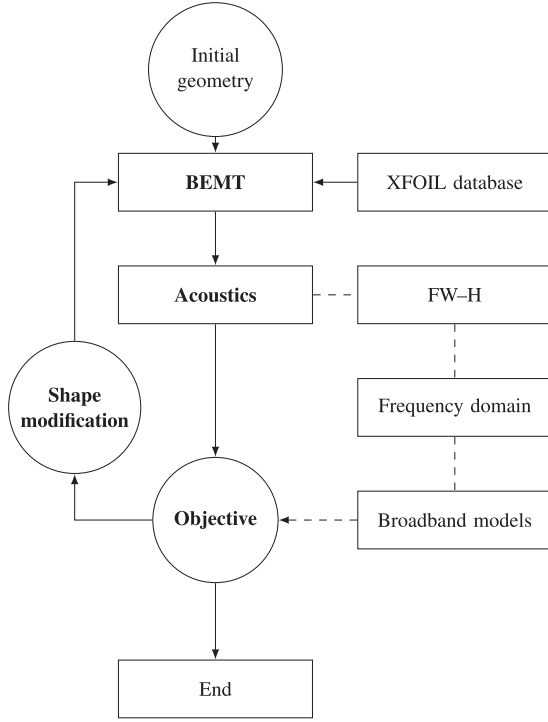 Initial
geometry
BEMT
XFOIL database
Acoustics
FW–H
Shape
modification
Frequency domain
Objective
Broadband models
End